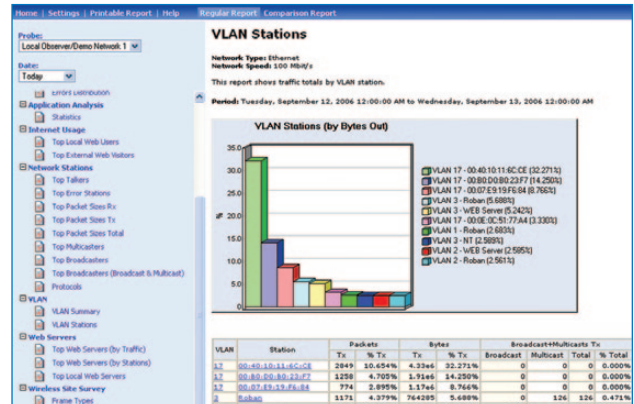 Home | Settings | Printable Report | Help
Regular Report Comparison Report
Probe:
Local Observer/Demo Network 1
Date:
Today
Errors Distribution
Application Analysis
Statistics
Internet Usage
Top Local Web Users
Top External Web Visitors
Network Stations
Top Talkers
Top Error Stations
Top Packet Sizes Rx
Top Packet Sizes Tx
Top Packet Sizes Total
Top Multicasters
Top Broadcasters
Top Broadcasters (Broadcast & Multicast)
Protocols
VLAN
VLAN Summary
VLAN Stations
Web Servers
Top Web Servers (by Traffic)
Top Web Servers (by Stations)
Top Local Web Servers
Wireless Site Survey
Frame Types
VLAN Stations
Network Type: Ethernet
Network Speed: 100 Mbit/s
This report shows traffic totals by VLAN station.
Period: Tuesday, September 12, 2006 12:00:00 AM to Wednesday, September 13, 2006 12:00:00 AM
VLAN Stations (by Bytes Out)
35.0
30.0
25.0
%
20.0
15.0
10.0
5.0
0
VLAN 17 - 00:40:10:11:6C:CE (32.271%)
VLAN 17 - 00:B0:D0:B0:23:F7 (14.250%)
VLAN 17 - 00:07:E9:19:F6:84 (8.766%)
VLAN 3 - Roban (5.688%)
VLAN 3 - WEB Server (5.242%)
VLAN 17 - 00:0E:0C:51:77:A4 (3.330%)
VLAN 1 - Roban (2.683%)
VLAN 3 - NT (2.589%)
VLAN 2 - WEB Server (2.585%)
VLAN 2 - Roban (2.561%)
VLAN Station Packets Bytes Broadcast+Multicasts Tx
Tx % Tx Tx % Tx Broadcast Multicast Total % Total
17 00:40:10:11:6C:CE 2849 10.654% 4.33e6 32.271% 0 0 0 0.000%
17 00:B0:D0:B0:23:F7 1258 4.705% 1.91e6 14.250% 0 0 0 0.000%
17 00:07:E9:19:F6:84 774 2.895% 1.17e6 8.766% 0 0 0 0.000%
3 Roban 1171 4.379% 764285 5.688% 0 126 126 0.471%